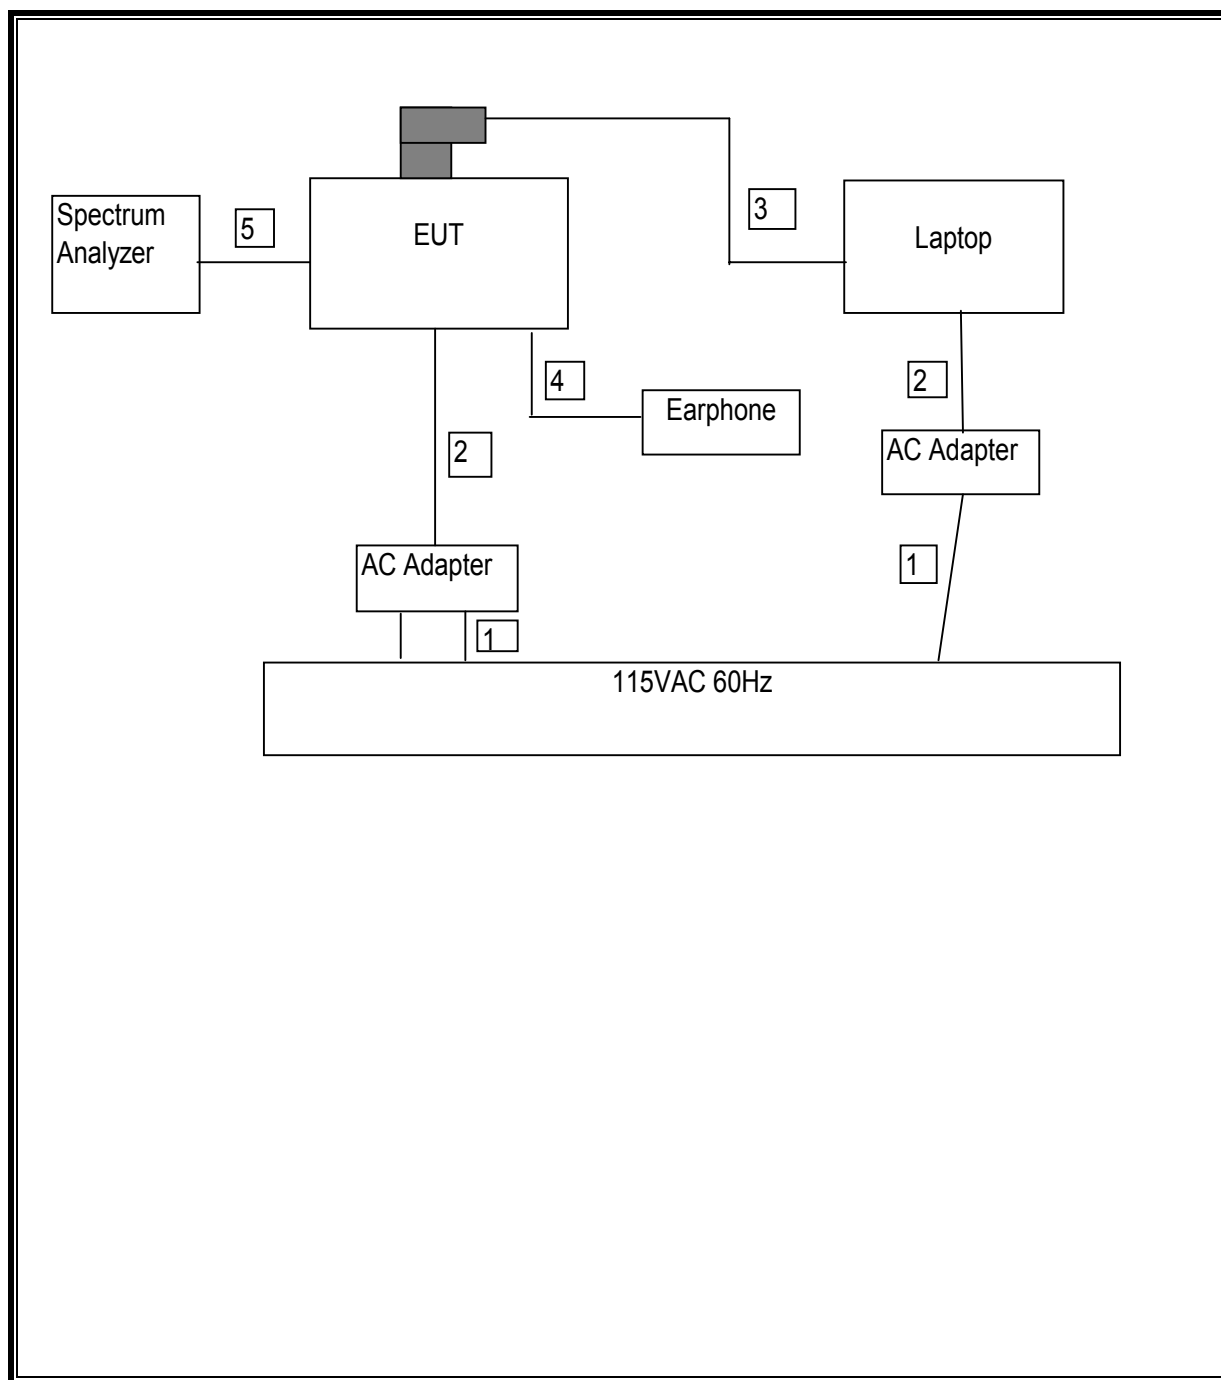 Spectrum
Analyzer
5
EUT
3
Laptop
4
Earphone
2
2
AC Adapter
AC Adapter
1
1
115VAC 60Hz